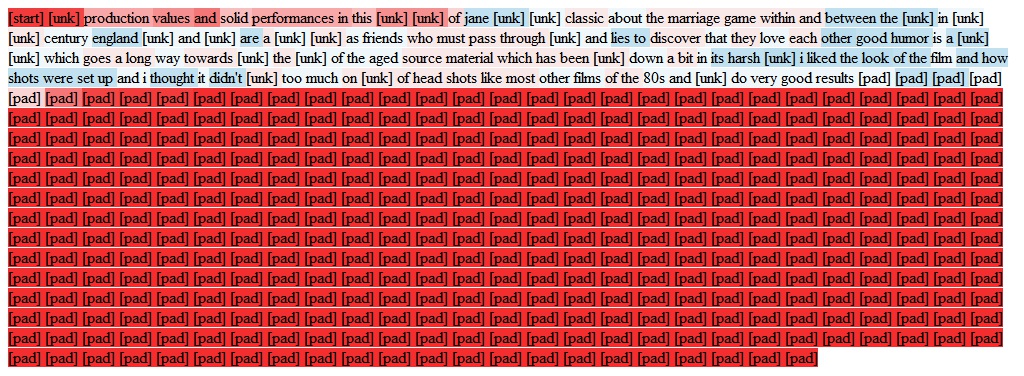 [start] [unk] production values and solid performances in this [unk] [unk] of jane [unk] [unk] classic about the marriage game within and between the [unk] in [unk]
[unk] century england [unk] and [unk] are a [unk] [unk] as friends who must pass through [unk] and lies to discover that they love each other good humor is a [unk]
[unk] which goes a long way towards [unk] the [unk] of the aged source material which has been [unk] down a bit in its harsh [unk] i liked the look of the film and how
shots were set up and i thought it didn't [unk] too much on [unk] of head shots like most other films of the 80s and [unk] do very good results [pad] [pad] [pad] [pad]
[pad] [pad] [pad] [pad] [pad] [pad] [pad] [pad] [pad] [pad] [pad] [pad] [pad] [pad] [pad] [pad] [pad] [pad] [pad] [pad] [pad] [pad] [pad] [pad] [pad] [pad] [pad]
[pad] [pad] [pad] [pad] [pad] [pad] [pad] [pad] [pad] [pad] [pad] [pad] [pad] [pad] [pad] [pad] [pad] [pad] [pad] [pad] [pad] [pad] [pad] [pad] [pad] [pad] [pad]
[pad] [pad] [pad] [pad] [pad] [pad] [pad] [pad] [pad] [pad] [pad] [pad] [pad] [pad] [pad] [pad] [pad] [pad] [pad] [pad] [pad] [pad] [pad] [pad] [pad] [pad] [pad]
[pad] [pad] [pad] [pad] [pad] [pad] [pad] [pad] [pad] [pad] [pad] [pad] [pad] [pad] [pad] [pad] [pad] [pad] [pad] [pad] [pad] [pad] [pad] [pad] [pad] [pad] [pad]
[pad] [pad] [pad] [pad] [pad] [pad] [pad] [pad] [pad] [pad] [pad] [pad] [pad] [pad] [pad] [pad] [pad] [pad] [pad] [pad] [pad] [pad] [pad] [pad] [pad] [pad] [pad]
[pad] [pad] [pad] [pad] [pad] [pad] [pad] [pad] [pad] [pad] [pad] [pad] [pad] [pad] [pad] [pad] [pad] [pad] [pad] [pad] [pad] [pad] [pad] [pad] [pad] [pad] [pad]
[pad] [pad] [pad] [pad] [pad] [pad] [pad] [pad] [pad] [pad] [pad] [pad] [pad] [pad] [pad] [pad] [pad] [pad] [pad] [pad] [pad] [pad] [pad] [pad] [pad] [pad] [pad]
[pad] [pad] [pad] [pad] [pad] [pad] [pad] [pad] [pad] [pad] [pad] [pad] [pad] [pad] [pad] [pad] [pad] [pad] [pad] [pad] [pad] [pad] [pad] [pad] [pad] [pad] [pad]
[pad] [pad] [pad] [pad] [pad] [pad] [pad] [pad] [pad] [pad] [pad] [pad] [pad] [pad] [pad] [pad] [pad] [pad] [pad] [pad] [pad] [pad] [pad] [pad] [pad] [pad] [pad]
[pad] [pad] [pad] [pad] [pad] [pad] [pad] [pad] [pad] [pad] [pad] [pad] [pad] [pad] [pad] [pad] [pad] [pad] [pad] [pad] [pad] [pad] [pad] [pad] [pad] [pad] [pad]
[pad] [pad] [pad] [pad] [pad] [pad] [pad] [pad] [pad] [pad] [pad] [pad] [pad] [pad] [pad] [pad] [pad] [pad] [pad] [pad] [pad] [pad] [pad] [pad] [pad] [pad] [pad]
[pad] [pad] [pad] [pad] [pad] [pad] [pad] [pad] [pad] [pad] [pad] [pad] [pad] [pad] [pad] [pad] [pad] [pad] [pad] [pad] [pad] [pad] [pad] [pad] [pad] [pad] [pad]
[pad] [pad] [pad] [pad] [pad] [pad] [pad] [pad] [pad] [pad] [pad] [pad] [pad] [pad] [pad] [pad] [pad] [pad] [pad] [pad] [pad] [pad] [pad] [pad] [pad] [pad] [pad]
[pad] [pad] [pad] [pad] [pad] [pad] [pad] [pad] [pad] [pad] [pad] [pad] [pad] [pad] [pad] [pad] [pad] [pad] [pad] [pad] [pad] [pad]